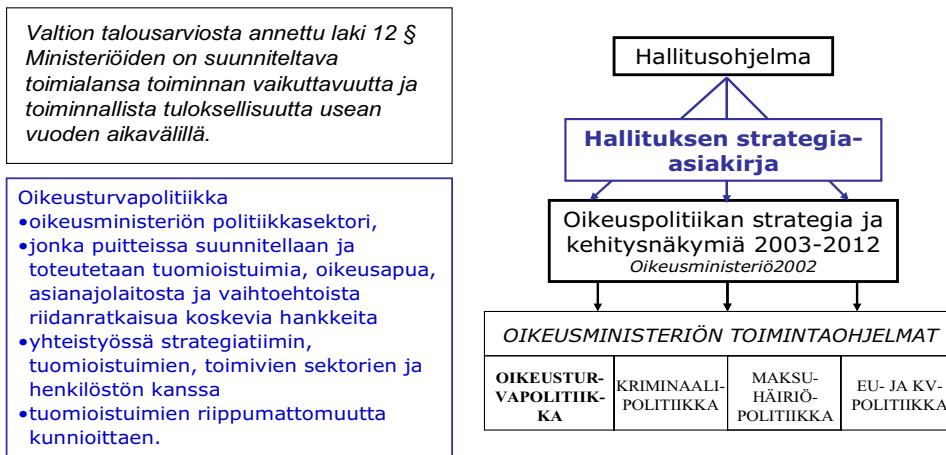 Valtion talousarviosta annettu laki 12 §
Ministeriöiden on suunniteltava
toimialansa toiminnan vaikuttavuutta ja
toiminnallista tuloksellisuutta usean
vuoden aikavälillä.
Oikeusturvapolitiikka
•oikeusministeriön politiikkasektori,
•jonka puitteissa suunnitellaan ja
toteutetaan tuomioistuimia, oikeusapua,
asianajolaitosta ja vaihtoehtoista
riidanratkaisua koskevia hankkeita
•yhteistyössä strategiatiimin,
tuomioistuimien, toimivien sektorien ja
henkilöstön kanssa
•tuomioistuimien riippumattomuutta
kunnioittaen.
Hallitusohjelma
Hallituksen strategia-
asiakirja
Oikeuspolitiikan strategia ja
kehitysnäkymiä 2003-2012
Oikeusministeriö2002
OIKEUSMINISTERIÖN TOIMINTAOHJELMAT
OIKEUSTUR-
VAPOLITIIK-
KA
KRIMINAALI-
POLITIIKKA
MAKSU-
HÄIRIÖ-
POLITIIKKA
EU- JA KV-
POLITIIKKA